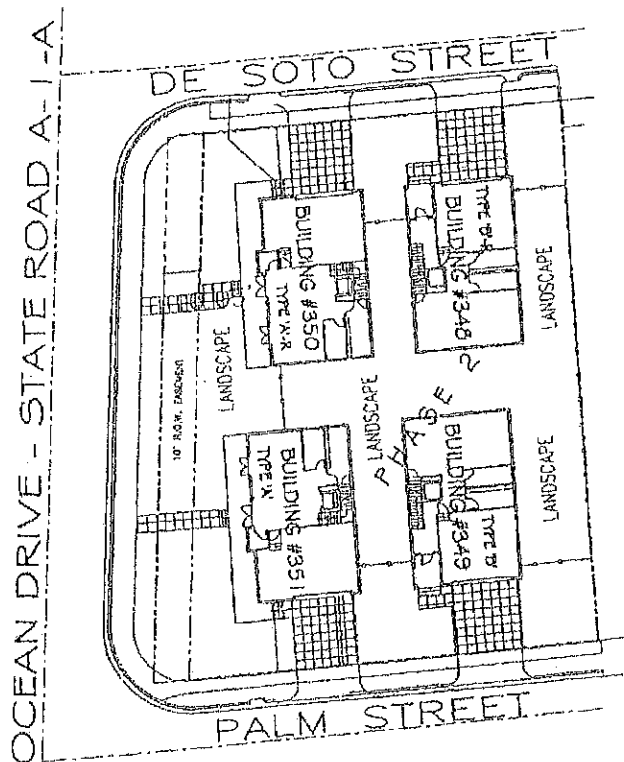 DE SOTO STREET
OCEAN DRIVE - STATE ROAD A-1-A
BUILDING #350
TYPE 'A'-R
BUILDING #348
TYPE 'B'-R
LANDSCAPE
LANDSCAPE
10' R.O.W. EASEMENT
LANDSCAPE
PHASE 2
BUILDING #351
TYPE 'A'
BUILDING #349
TYPE 'B'
LANDSCAPE
PALM STREET